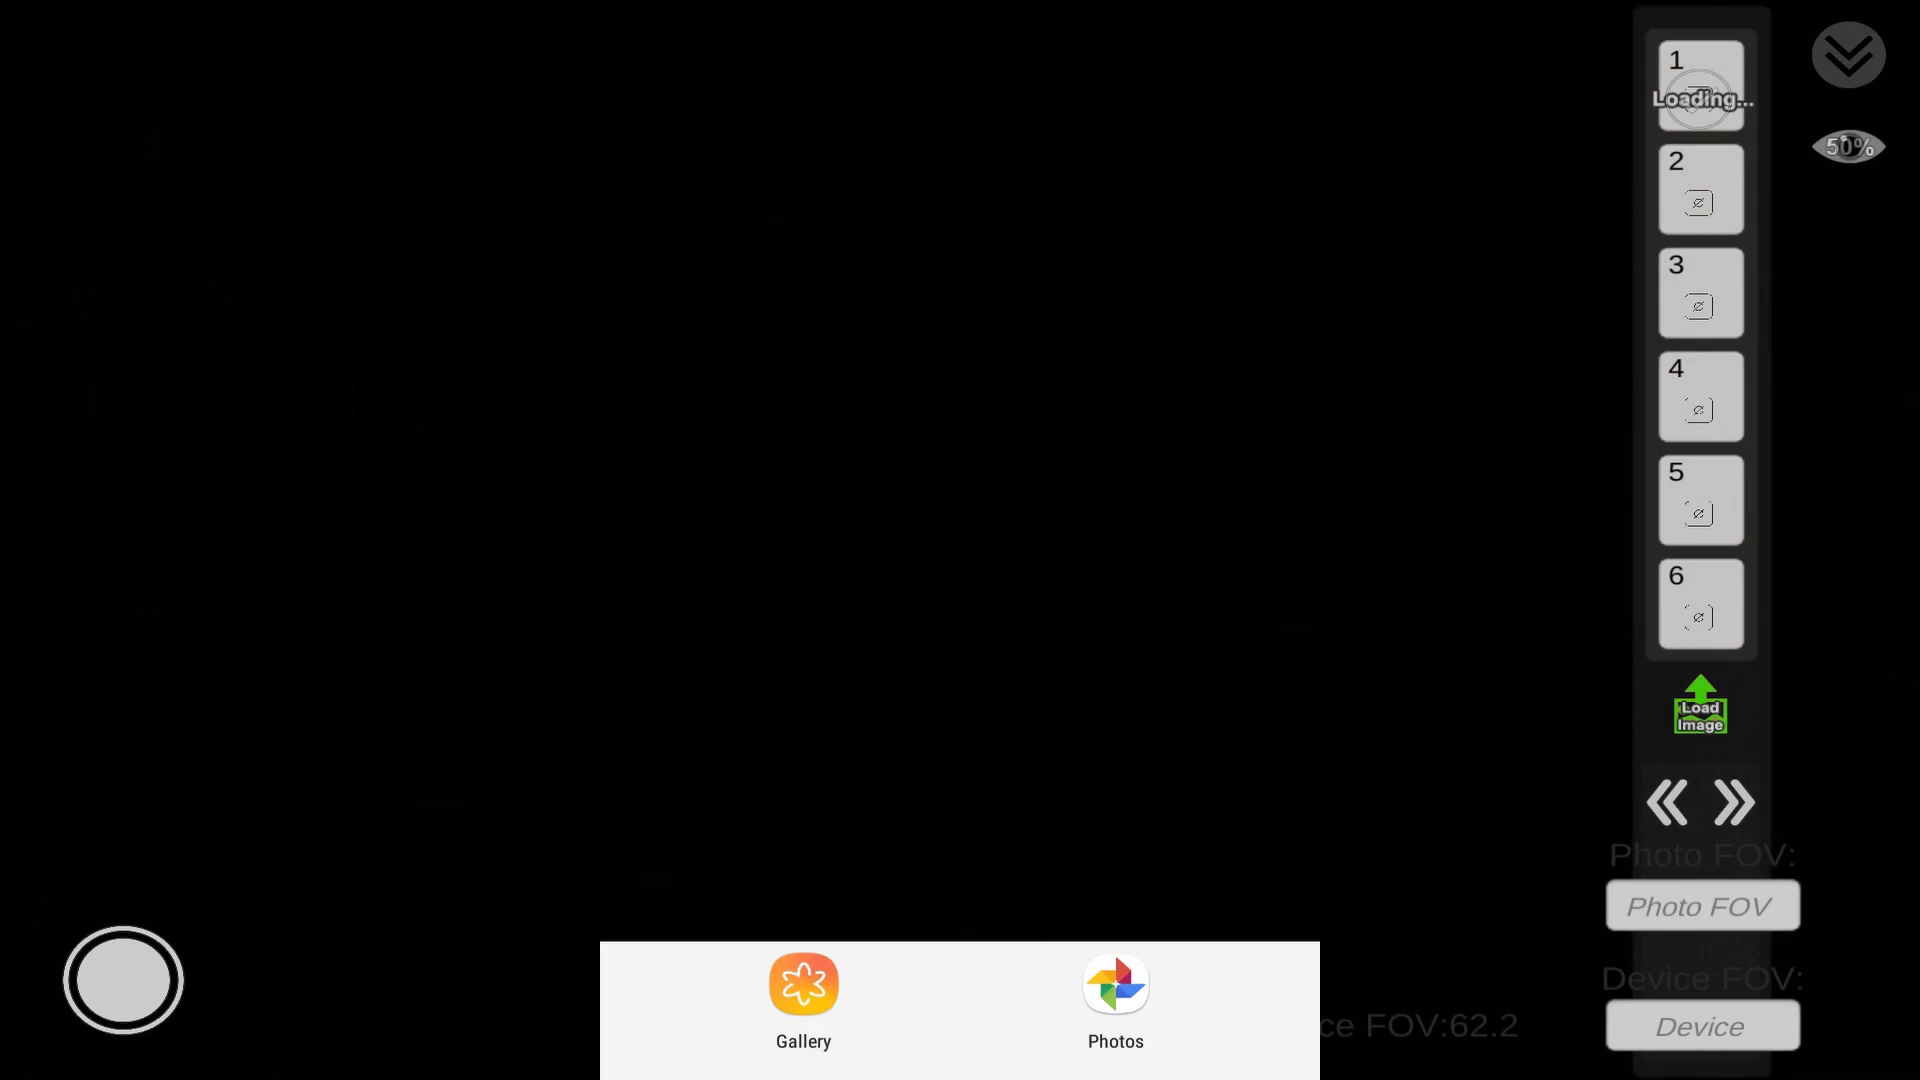 1
Loading...
50%
2
3
4
5
6
Load
Image
Photo FOV:
Photo FOV
Device FOV:
ce FOV:62.2
Device
Gallery
Photos